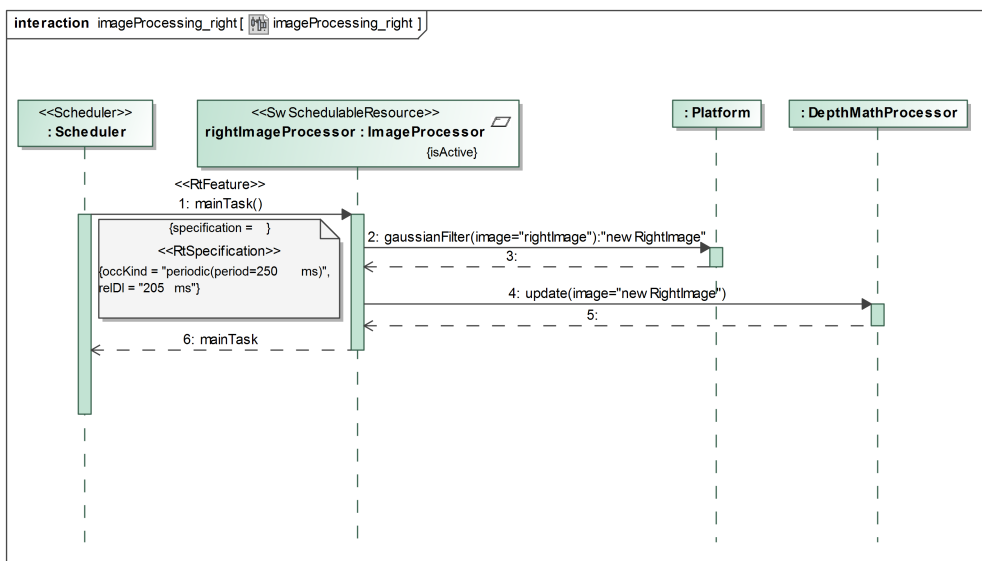 interaction imageProcessing_right [ imageProcessing_right ]
<<Scheduler>>
: Scheduler
<<SwSchedulableResource>>
rightImageProcessor : ImageProcessor
{isActive}
: Platform
: DepthMathProcessor
<<RtFeature>>
1: mainTask()
{specification = }
<<RtSpecification>>
{occKind = "periodic(period=250 ms)",
relDl = "205 ms"}
2: gaussianFilter(image="rightImage"):"new RightImage"
3:
4: update(image="new RightImage")
5:
6: mainTask